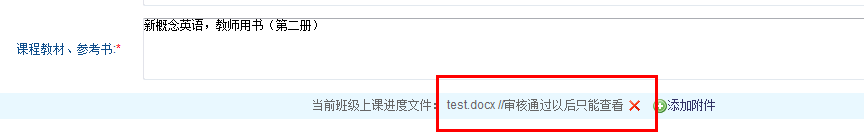 新概念英语，教师用书（第二册）
课程教材、参考书:*
当前班级上课进度文件： test.docx //审核通过以后只能查看 添加附件